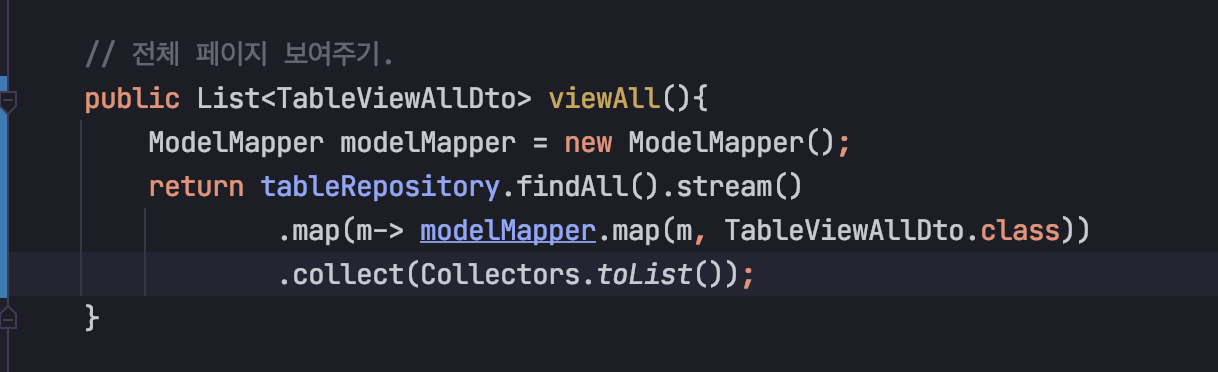 // 전체 페이지 보여주기.
public List<TableViewAllDto> viewAll(){
ModelMapper modelMapper = new ModelMapper();
return tableRepository.findAll().stream()
.map(m-> modelMapper.map(m, TableViewAllDto.class))
.collect(Collectors.toList());
}